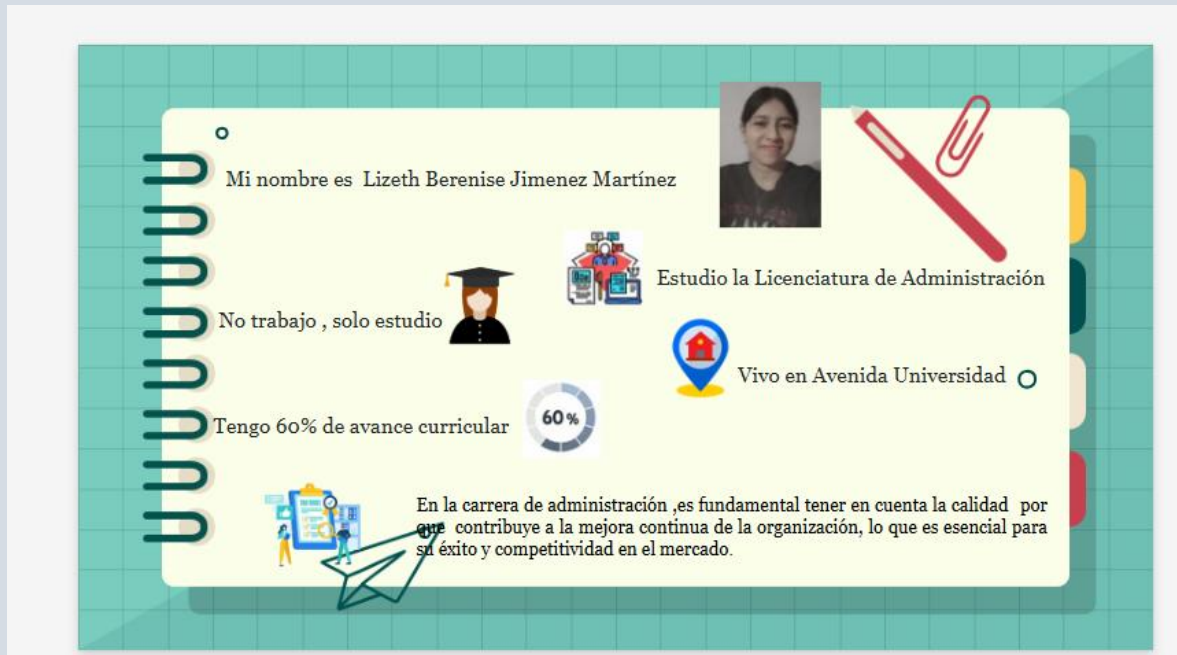 Mi nombre es Lizeth Berenise Jimenez Martínez
Estudio la Licenciatura de Administración
No trabajo , solo estudio
Vivo en Avenida Universidad
Tengo 60% de avance curricular
60 %
En la carrera de administración ,es fundamental tener en cuenta la calidad por
que contribuye a la mejora continua de la organización, lo que es esencial para
su éxito y competitividad en el mercado.